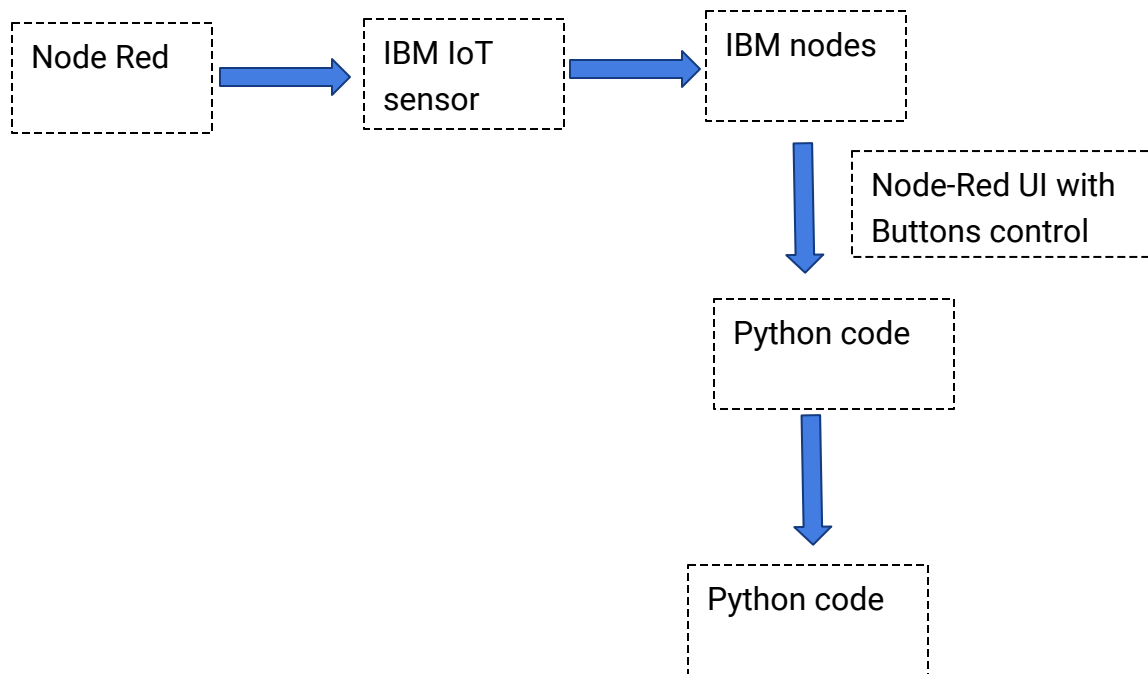 Node Red
IBM IoT
sensor
IBM nodes
Node-Red UI with
Buttons control
Python code
Python code